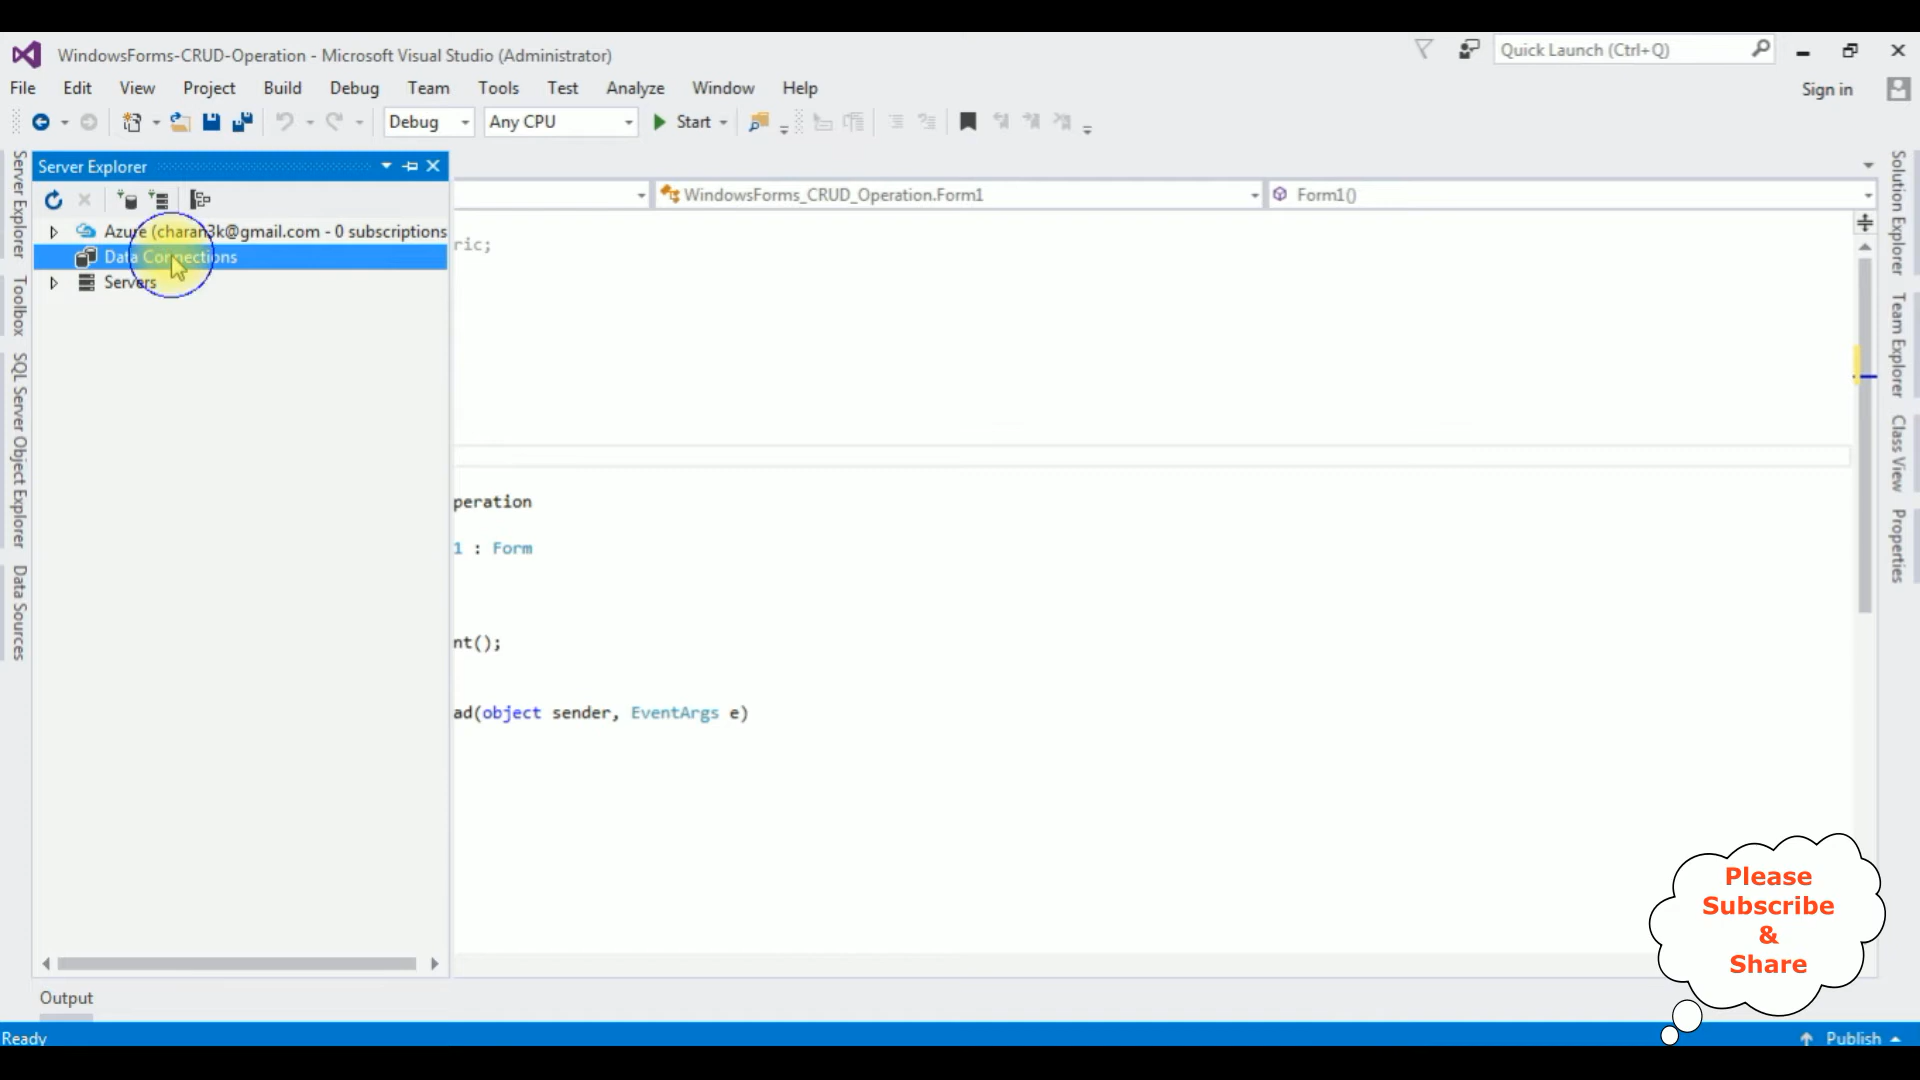 WindowsForms-CRUD-Operation - Microsoft Visual Studio (Administrator)
Quick Launch (Ctrl+Q)
File Edit View Project Build Debug Team Tools Test Analyze Window Help
Sign in
Debug Any CPU Start
Server Explorer
WindowsForms_CRUD_Operation.Form1
Form1()
Azure (charan3k@gmail.com - 0 subscriptions
Data Connections
Servers
ric;
peration
1 : Form
nt();
ad(object sender, EventArgs e)
Server Explorer
Toolbox
SQL Server Object Explorer
Data Sources
Solution Explorer
Team Explorer
Class View
Properties
Please
Subscribe
&
Share
Output
Ready
Publish